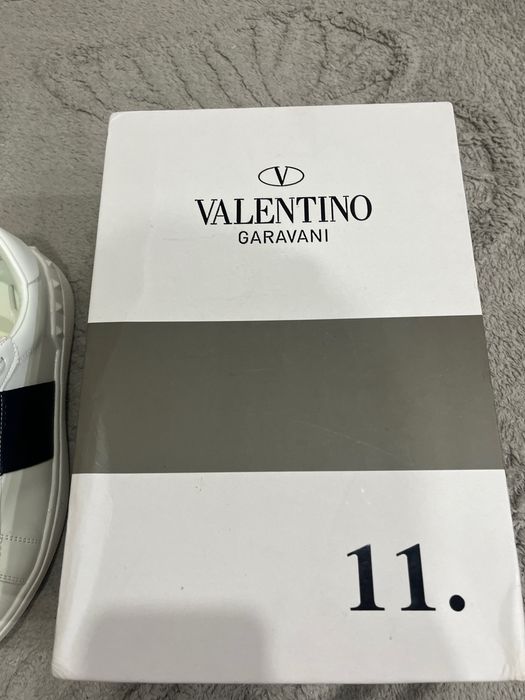 V
VALENTINO
GARAVANI
11.